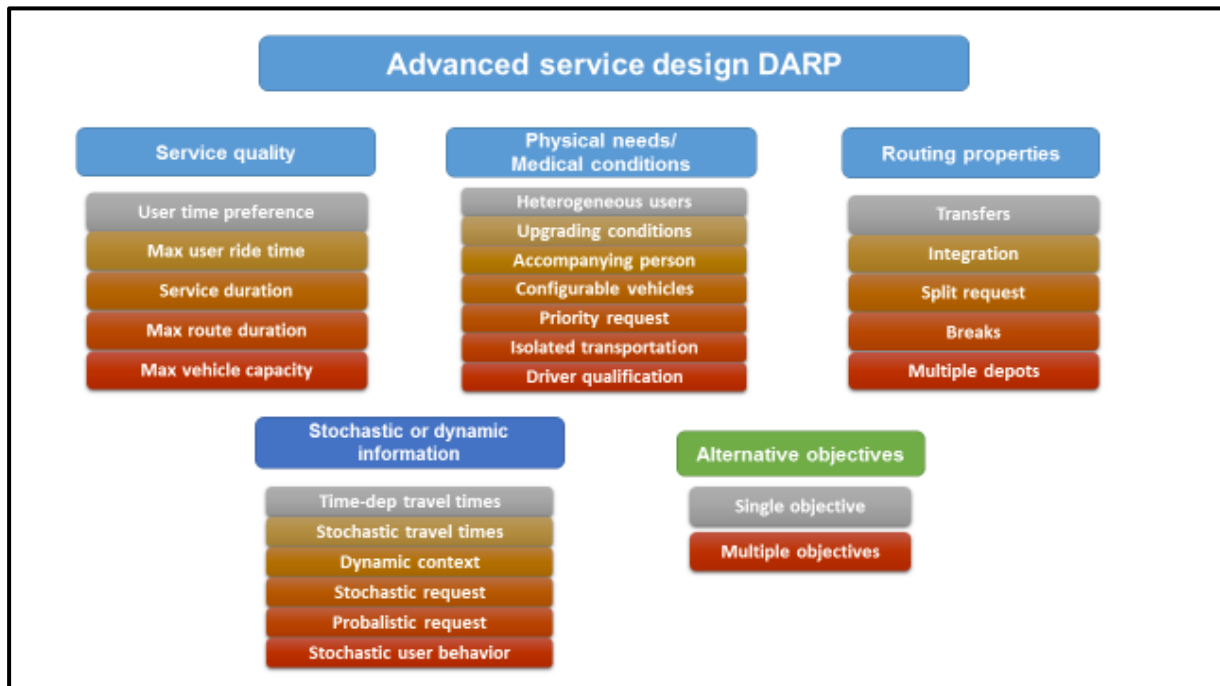 Advanced service design DARP
Service quality
User time preference
Max user ride time
Service duration
Max route duration
Max vehicle capacity
Physical needs/
Medical conditions
Heterogeneous users
Upgrading conditions
Accompanying person
Configurable vehicles
Priority request
Isolated transportation
Driver qualification
Routing properties
Transfers
Integration
Split request
Breaks
Multiple depots
Stochastic or dynamic
information
Time-dep travel times
Stochastic travel times
Dynamic context
Stochastic request
Probalistic request
Stochastic user behavior
Alternative objectives
Single objective
Multiple objectives